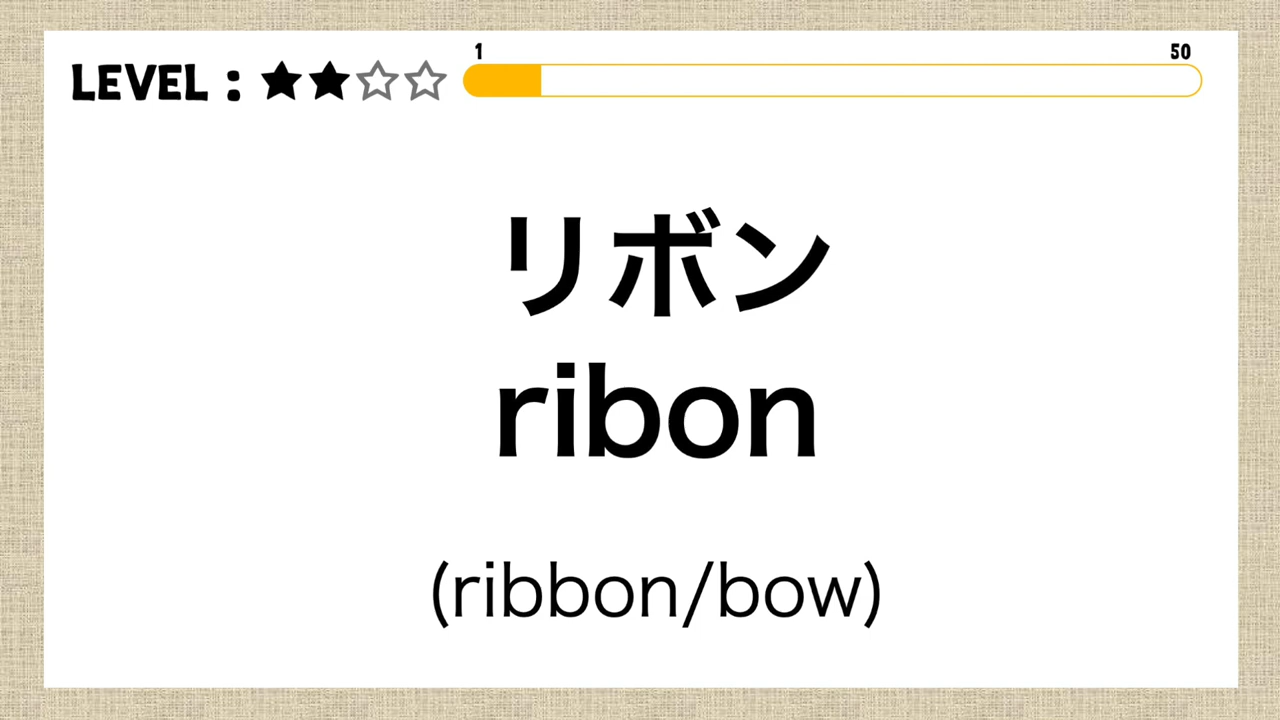 LEVEL : ★★☆☆
1 50
リボン
ribon
(ribbon/bow)